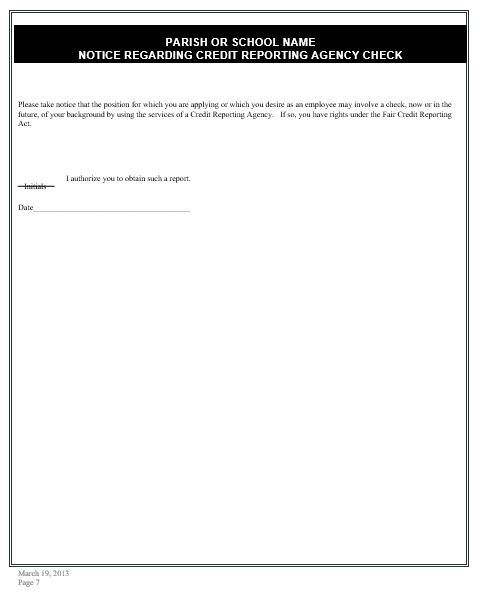 PARISH OR SCHOOL NAME
NOTICE REGARDING CREDIT REPORTING AGENCY CHECK
Please take notice that the position for which you are applying or which you desire as an employee may involve a check, now or in the
future, of your background by using the services of a Credit Reporting Agency. If so, you have rights under the Fair Credit Reporting
Act.
I authorize you to obtain such a report.
Initials
Date________________________________________
March 19, 2013
Page 7